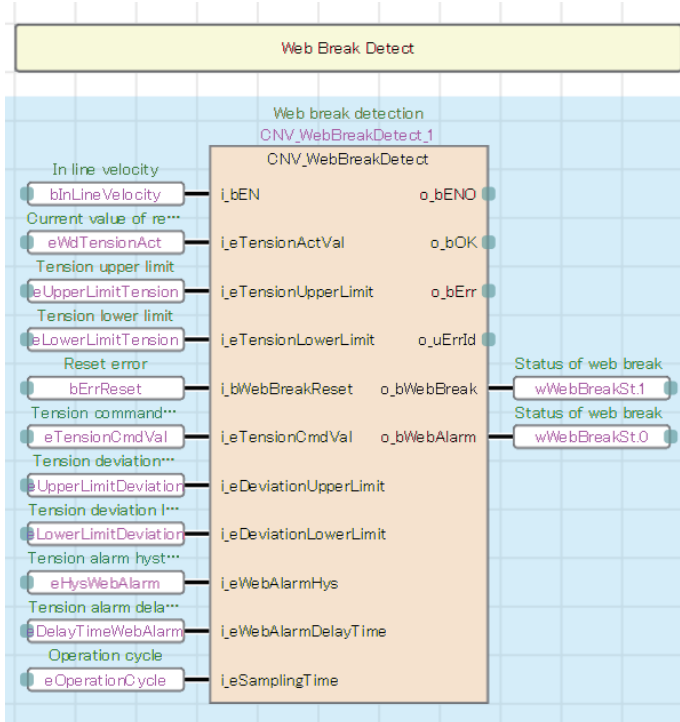 Web Break Detect
Web break detection
CNV_WebBreakDetect_1
CNV_WebBreakDetect
In line velocity
bInLineVelocity
i_bEN
o_bENO
Current value of re…
eWdTensionAct
i_eTensionActVal
o_bOK
Tension upper limit
eUpperLimitTension
i_eTensionUpperLimit
o_bErr
Tension lower limit
eLowerLimitTension
i_eTensionLowerLimit
o_uErrId
Reset error
bErrReset
i_bWebBreakReset
o_bWebBreak
Status of web break
wWebBreakSt.1
Tension command…
eTensionCmdVal
i_eTensionCmdVal
o_bWebAlarm
Status of web break
wWebBreakSt.0
Tension deviation…
eUpperLimitDeviation
i_eDeviationUpperLimit
Tension deviation l…
eLowerLimitDeviation
i_eDeviationLowerLimit
Tension alarm hyst…
eHysWebAlarm
i_eWebAlarmHys
Tension alarm dela…
eDelayTimeWebAlarm
i_eWebAlarmDelayTime
Operation cycle
eOperationCycle
i_eSamplingTime